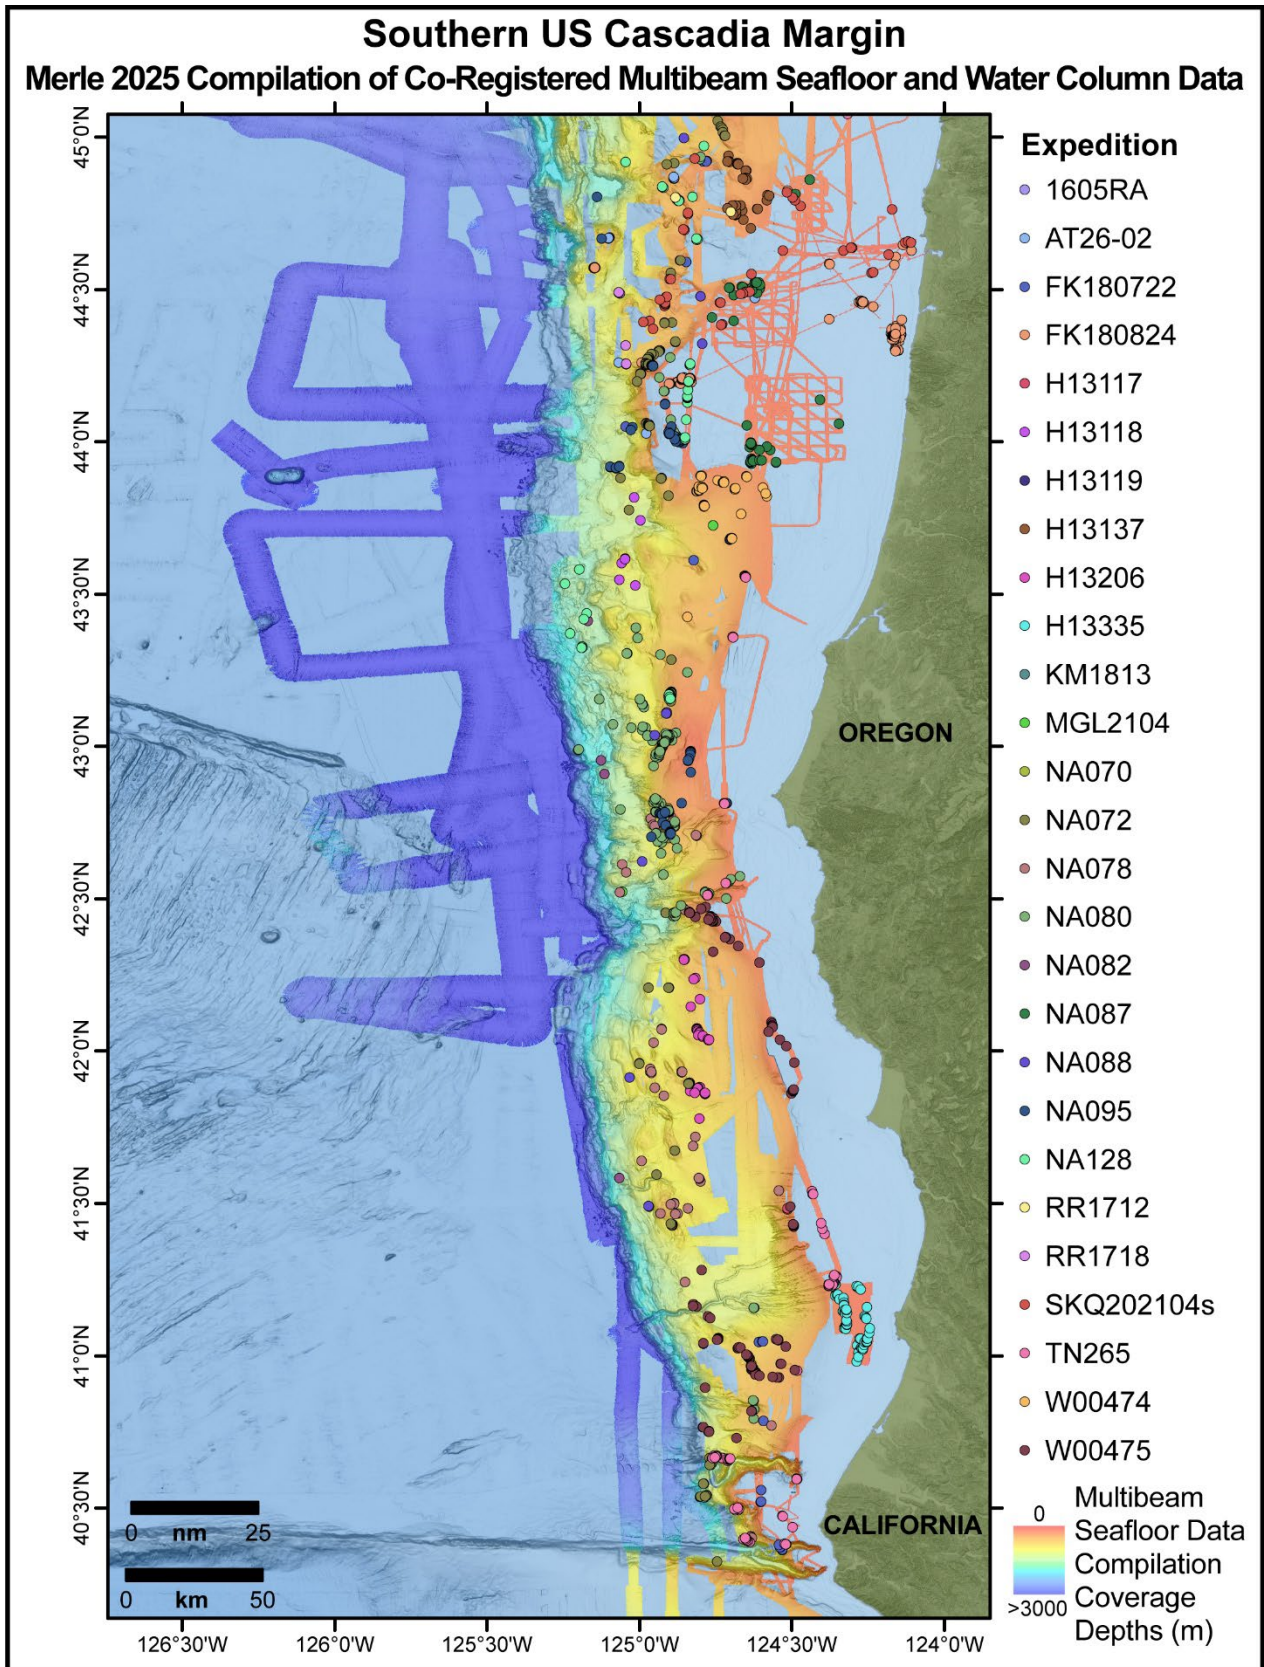 Southern US Cascadia Margin
Merle 2025 Compilation of Co-Registered Multibeam Seafloor and Water Column Data
45°0'N
44°30'N
44°0'N
43°30'N
43°0'N
42°30'N
42°0'N
41°30'N
41°0'N
40°30'N
OREGON
CALIFORNIA
0 nm 25
0 km 50
126°30'W 126°0'W 125°30'W 125°0'W 124°30'W 124°0'W
Expedition
1605RA
AT26-02
FK180722
FK180824
H13117
H13118
H13119
H13137
H13206
H13335
KM1813
MGL2104
NA070
NA072
NA078
NA080
NA082
NA087
NA088
NA095
NA128
RR1712
RR1718
SKQ202104s
TN265
W00474
W00475
0
>3000
Multibeam
Seafloor Data
Compilation
Coverage
Depths (m)